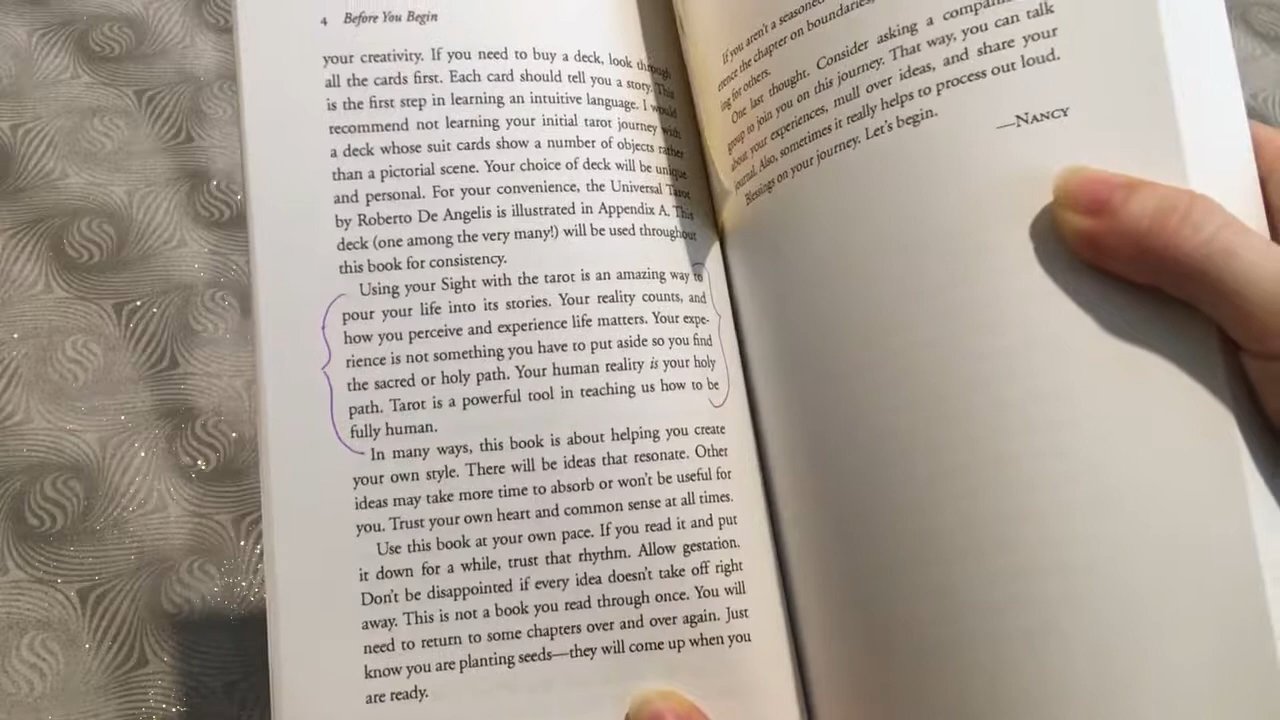 4 Before You Begin
your creativity. If you need to buy a deck, look through
all the cards first. Each card should tell you a story. This
is the first step in learning an intuitive language. I would
recommend not learning your initial tarot journey with
a deck whose suit cards show a number of objects rather
than a pictorial scene. Your choice of deck will be unique
and personal. For your convenience, the Universal Tarot
by Roberto De Angelis is illustrated in Appendix A. This
deck (one among the very many!) will be used throughout
this book for consistency.
Using your Sight with the tarot is an amazing way to
pour your life into its stories. Your reality counts, and
how you perceive and experience life matters. Your expe-
rience is not something you have to put aside so you find
the sacred or holy path. Your human reality is your holy
path. Tarot is a powerful tool in teaching us how to be
fully human.
In many ways, this book is about helping you create
your own style. There will be ideas that resonate. Other
ideas may take more time to absorb or won't be useful for
you. Trust your own heart and common sense at all times.
Use this book at your own pace. If you read it and put
it down for a while, trust that rhythm. Allow gestation.
Don't be disappointed if every idea doesn't take off right
away. This is not a book you read through once. You will
need to return to some chapters over and over again. Just
know you are planting seeds—they will come up when you
are ready.
If you aren't a seasoned
the chapter on boundaries,
ing for others.
One last thought. Consider asking a
group to join you on this journey. That way, you can talk
about your experiences, mull over ideas, and share your
journal. Also, sometimes it really helps to process out loud.
Blessings on your journey. Let's begin.
—NANCY